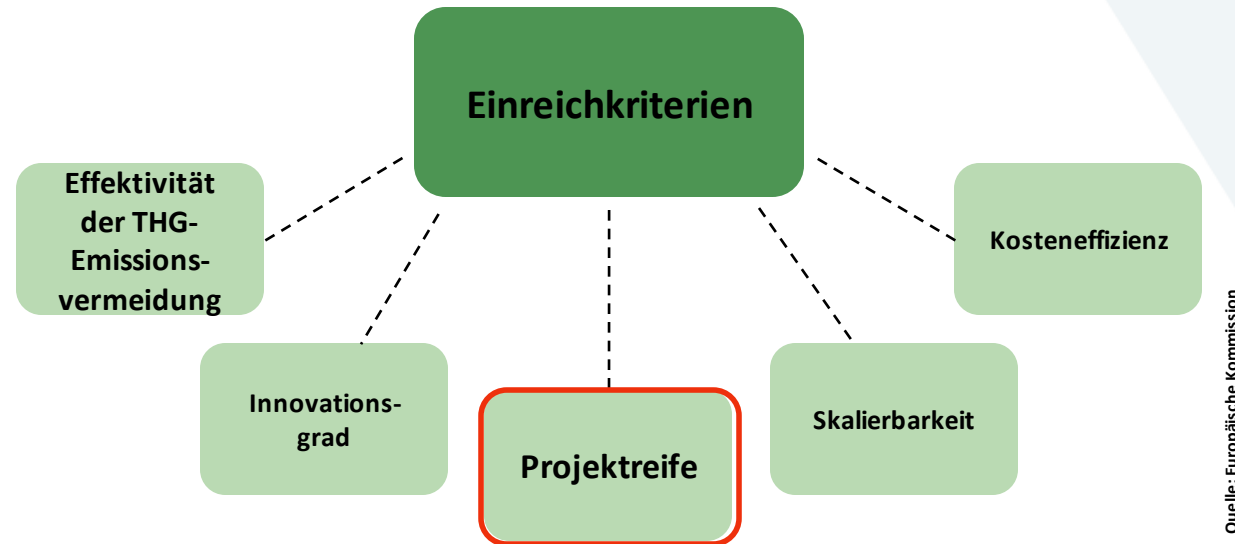 Einreichkriterien
Effektivität
der THG-
Emissions-
vermeidung
Kosteneffizienz
Innovations-
grad
Projektreife
Skalierbarkeit
Quelle: Europäische Kommission